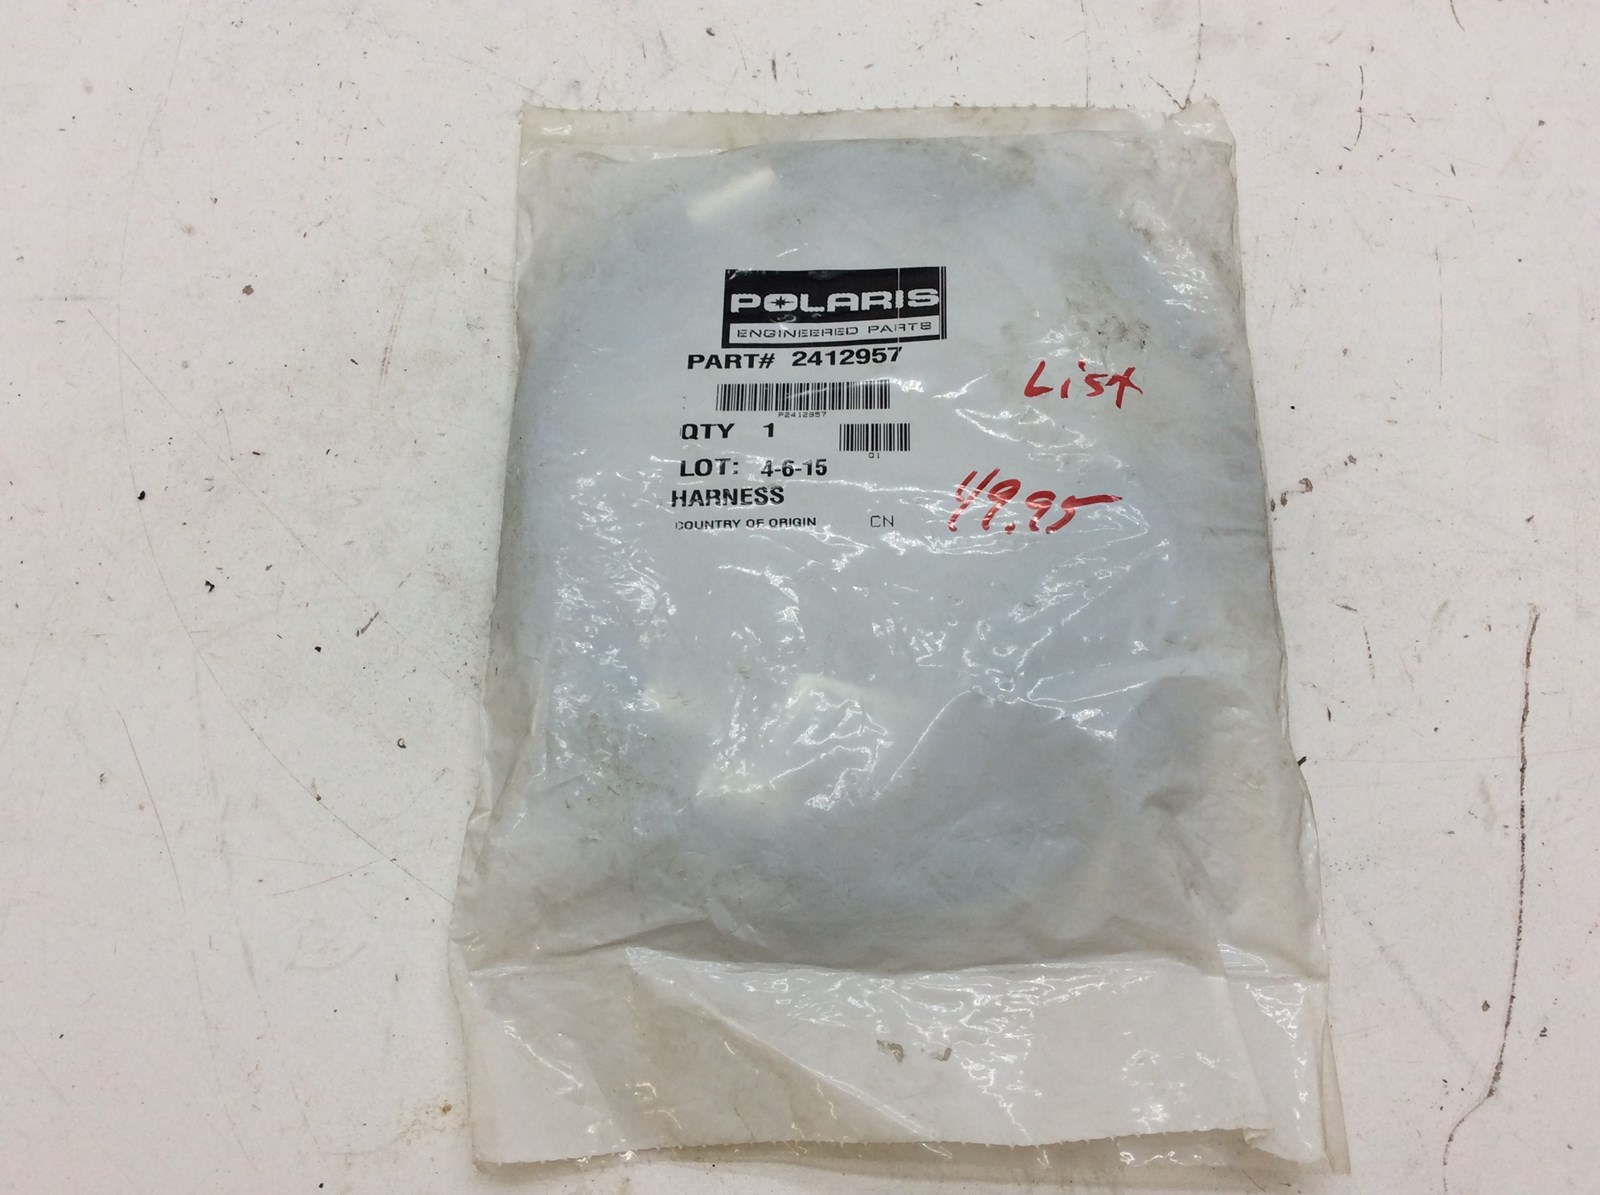 POLARIS
ENGINEERED PARTS
PART# 2412957
P2412957
QTY 1
Q1
LOT: 4-6-15
HARNESS
COUNTRY OF ORIGIN CN
List
49.95